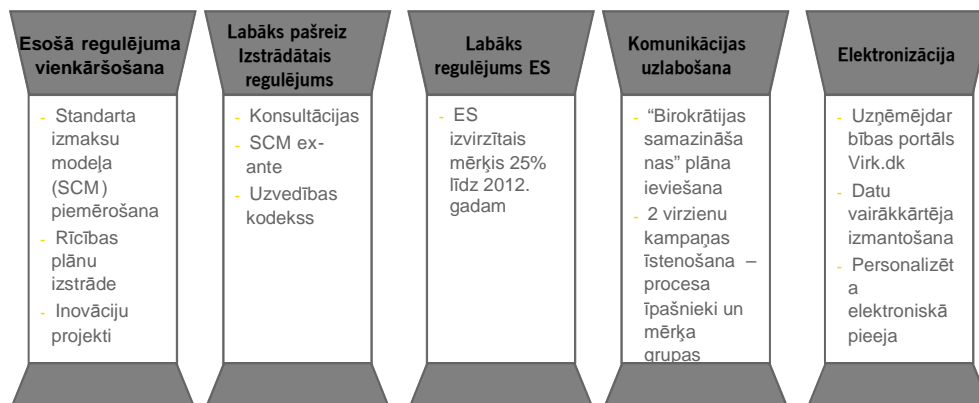 Esošā regulējuma
vienkāršošana
- Standarta
izmaksu
modeļa
(SCM)
piemērošana
- Rīcības
plānu
izstrāde
- Inovāciju
projekti
Labāks pašreiz
Izstrādātais
regulējums
- Konsultācijas
- SCM ex-
ante
- Uzvedības
kodekss
Labāks
regulējums ES
- ES
izvirzītais
mērķis 25%
līdz 2012.
gadam
Komunikācijas
uzlabošana
- “Birokrātijas
samazināša
nas” plāna
ieviešana
- 2 virzienu
kampaņas
īstenošana –
procesa
īpašnieki un
mērķa
grupas
Elektronizācija
- Uzņēmējdar
bības portāls
Virk.dk
- Datu
vairākkārtēja
izmantošana
- Personalizēt
a
elektroniskā
pieeja